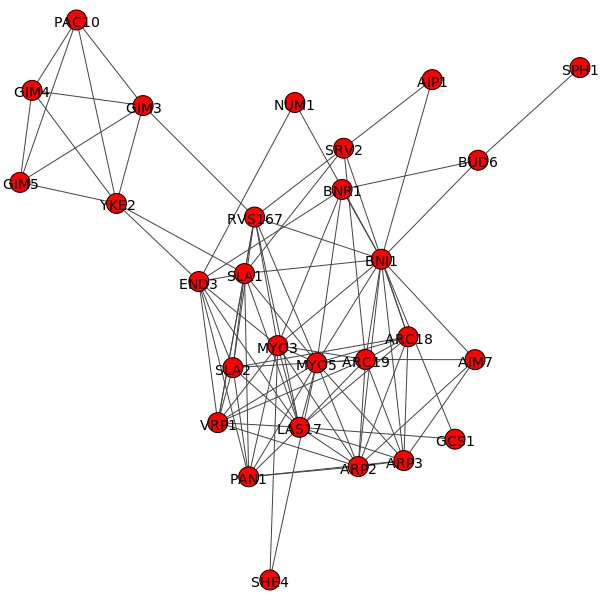 PAC10
SPH1
AIP1
GIM4
NUM1
GIM3
SRV2
BUD6
GIM5
BNR1
YKE2
RVS167
BNI1
SLA1
END3
ARC18
MYO3
ARC19
AIM7
MYO5
SLA2
VRP1
LAS17
GCS1
ARP3
ARP2
PAN1
SHE4